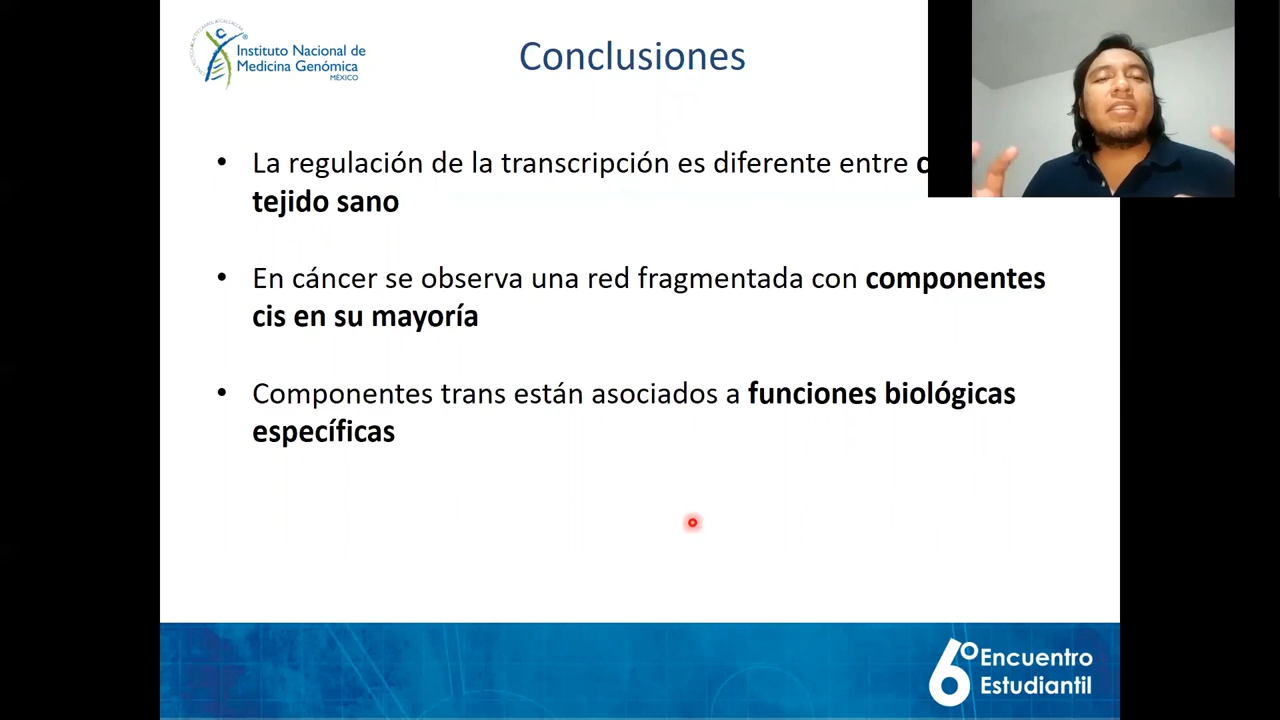 Instituto Nacional de
Medicina Genómica
MÉXICO
Conclusiones
• La regulación de la transcripción es diferente entre
tejido sano
• En cáncer se observa una red fragmentada con componentes
cis en su mayoría
• Componentes trans están asociados a funciones biológicas
específicas
6º Encuentro
Estudiantil